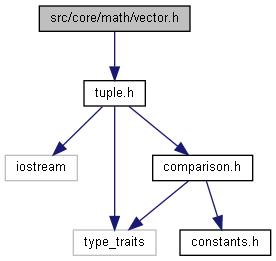 src/core/math/vector.h
tuple.h
iostream
comparison.h
type_traits
constants.h